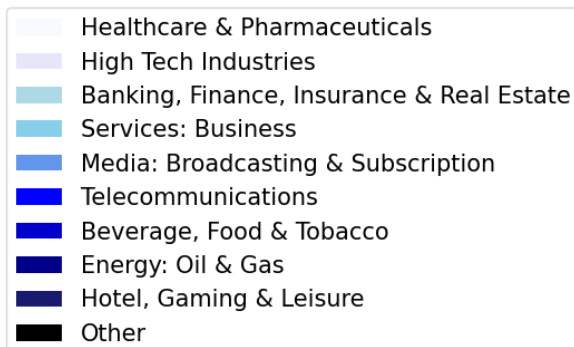 Healthcare & Pharmaceuticals
High Tech Industries
Banking, Finance, Insurance & Real Estate
Services: Business
Media: Broadcasting & Subscription
Telecommunications
Beverage, Food & Tobacco
Energy: Oil & Gas
Hotel, Gaming & Leisure
Other